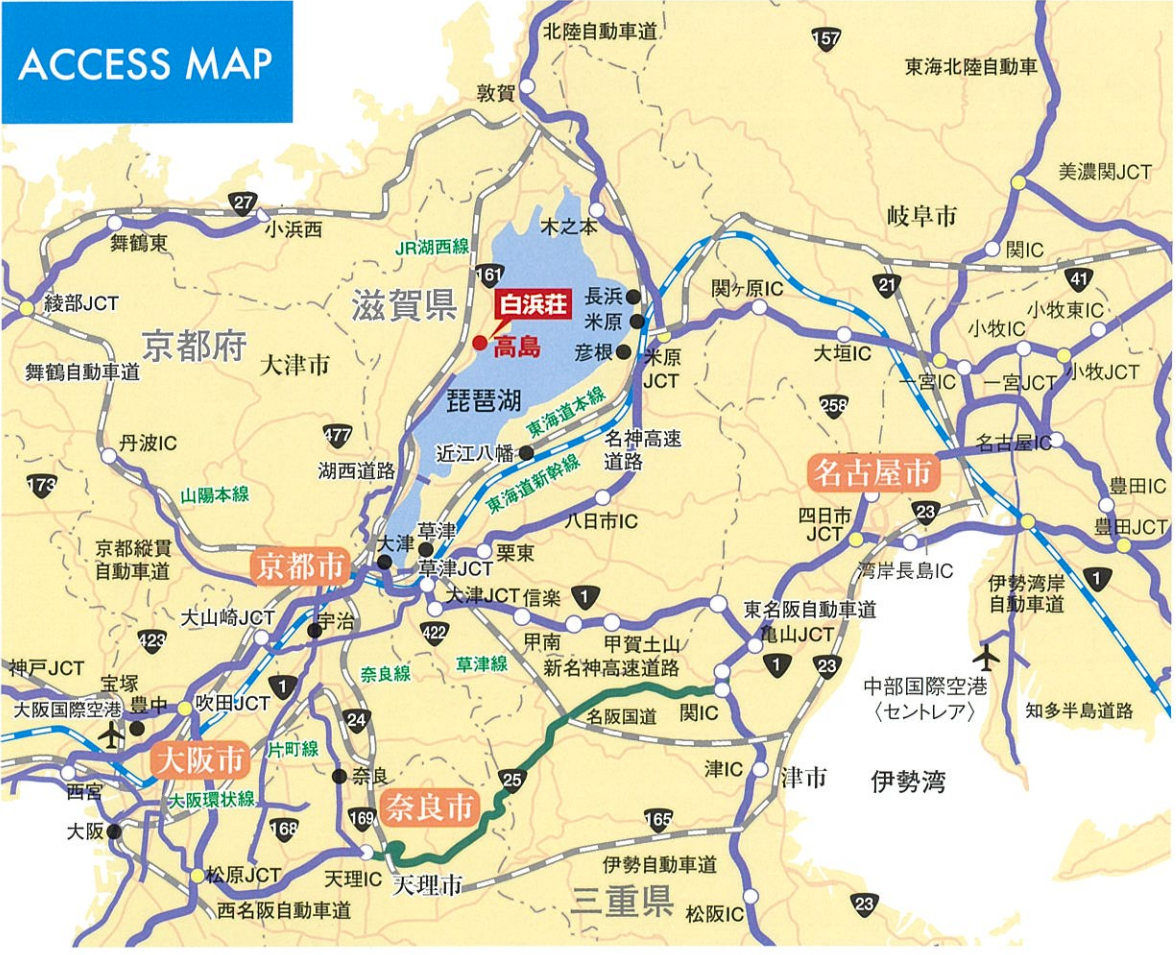 ACCESS MAP
北陸自動車道
157
東海北陸自動車
敦賀
美濃関JCT
27
小浜西
舞鶴東
木之本
岐阜市
JR湖西線
関IC
161
41
21
綾部JCT
滋賀県
白浜荘
長浜
関ヶ原IC
小牧東IC
米原
小牧IC
京都府
高島
彦根
米原
JCT
大垣IC
大津市
舞鶴自動車道
一宮IC
一宮JCT
小牧JCT
琵琶湖
東海道本線
258
477
丹波IC
近江八幡
名神高速
道路
名古屋IC
湖西道路
東海道新幹線
名古屋市
173
山陽本線
豊田IC
八日市IC
四日市
JCT
23
豊田JCT
草津
大津
栗東
京都縦貫
自動車道
京都市
草津JCT
湾岸長島IC
伊勢湾岸
自動車道
1
大津JCT
信楽
1
東名阪自動車道
大山崎JCT
宇治
422
甲南
甲賀土山
亀山JCT
423
新名神高速道路
1
23
神戸JCT
奈良線
草津線
宝塚
1
中部国際空港
〈セントレア〉
大阪国際空港
豊中
吹田JCT
24
名阪国道
関IC
知多半島道路
大阪市
片町線
津IC
津市
伊勢湾
西宮
奈良
25
大阪環状線
奈良市
大阪
168
169
165
松原JCT
天理IC
天理市
伊勢自動車道
西名阪自動車道
三重県
松阪IC
23